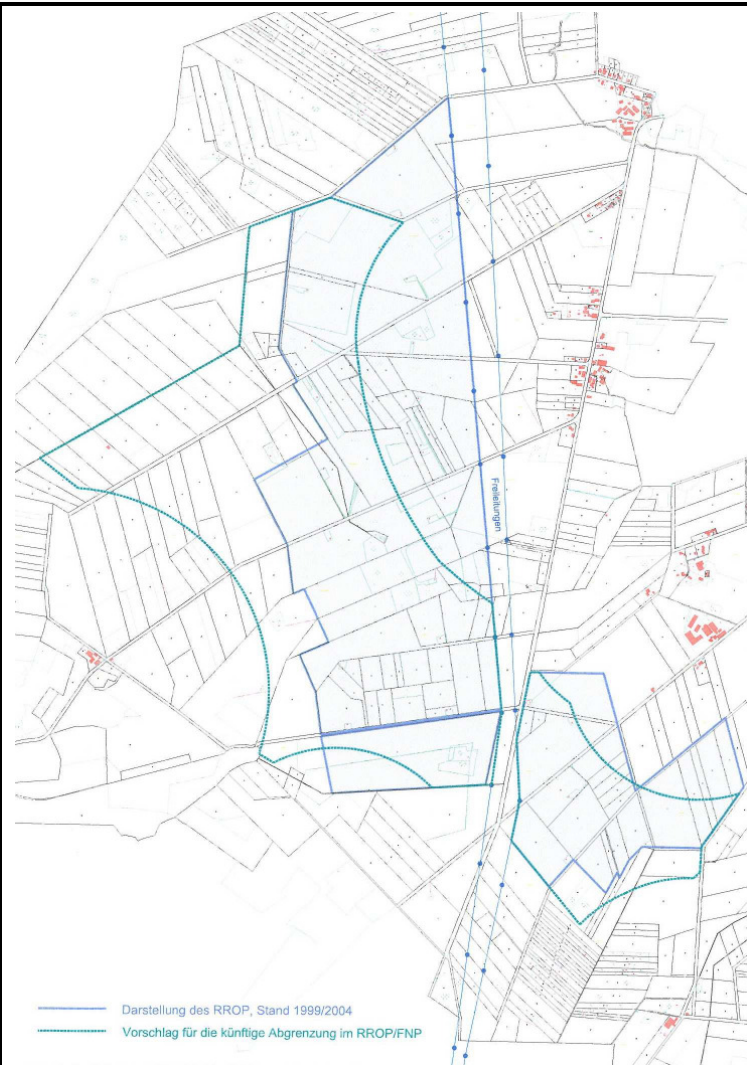 Freileitungen
Darstellung des RROP, Stand 1999/2004
Vorschlag für die künftige Abgrenzung im RROP/FNP